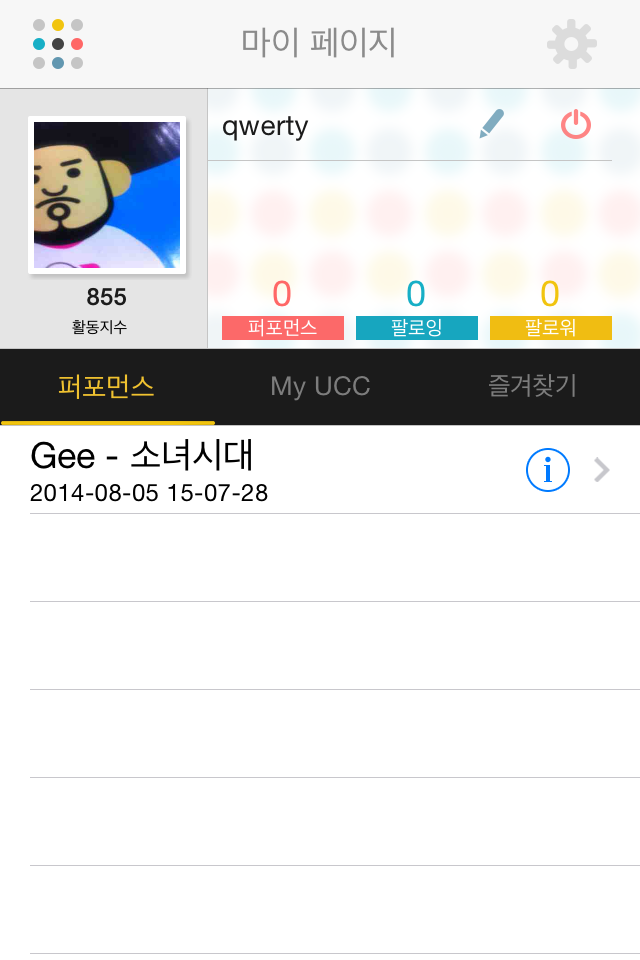 마이 페이지
qwerty
855
활동지수
0 0 0
퍼포먼스 팔로잉 팔로워
퍼포먼스 My UCC 즐겨찾기
Gee - 소녀시대
2014-08-05 15-07-28